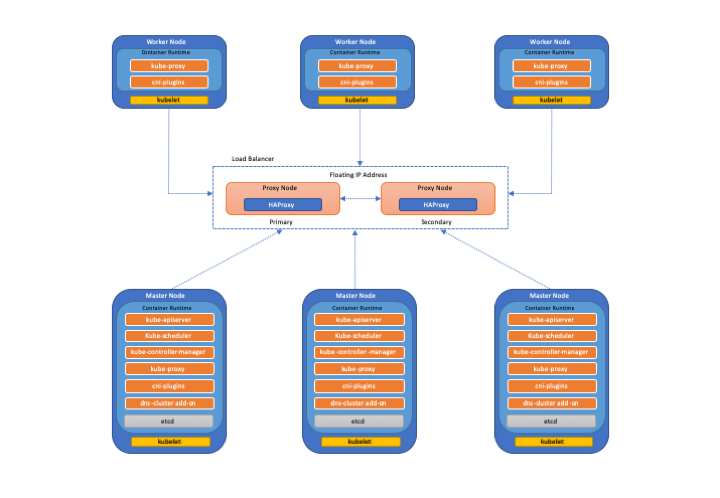 Worker Node
Container Runtime
kube-proxy
cni-plugins
kubelet
Worker Node
Container Runtime
kube-proxy
cni-plugins
kubelet
Worker Node
Container Runtime
kube-proxy
cni-plugins
kubelet
Load Balancer
Floating IP Address
Proxy Node
HAProxy
Primary
Proxy Node
HAProxy
Secondary
Master Node
Container Runtime
kube-apiserver
Kube-scheduler
kube-controller-manager
kube-proxy
cni-plugins
dns-cluster add-on
etcd
kubelet
Master Node
Container Runtime
kube-apiserver
Kube-scheduler
kube-controller-manager
kube-proxy
cni-plugins
dns-cluster add-on
etcd
kubelet
Master Node
Container Runtime
kube-apiserver
Kube-scheduler
kube-controller-manager
kube-proxy
cni-plugins
dns-cluster add-on
etcd
kubelet